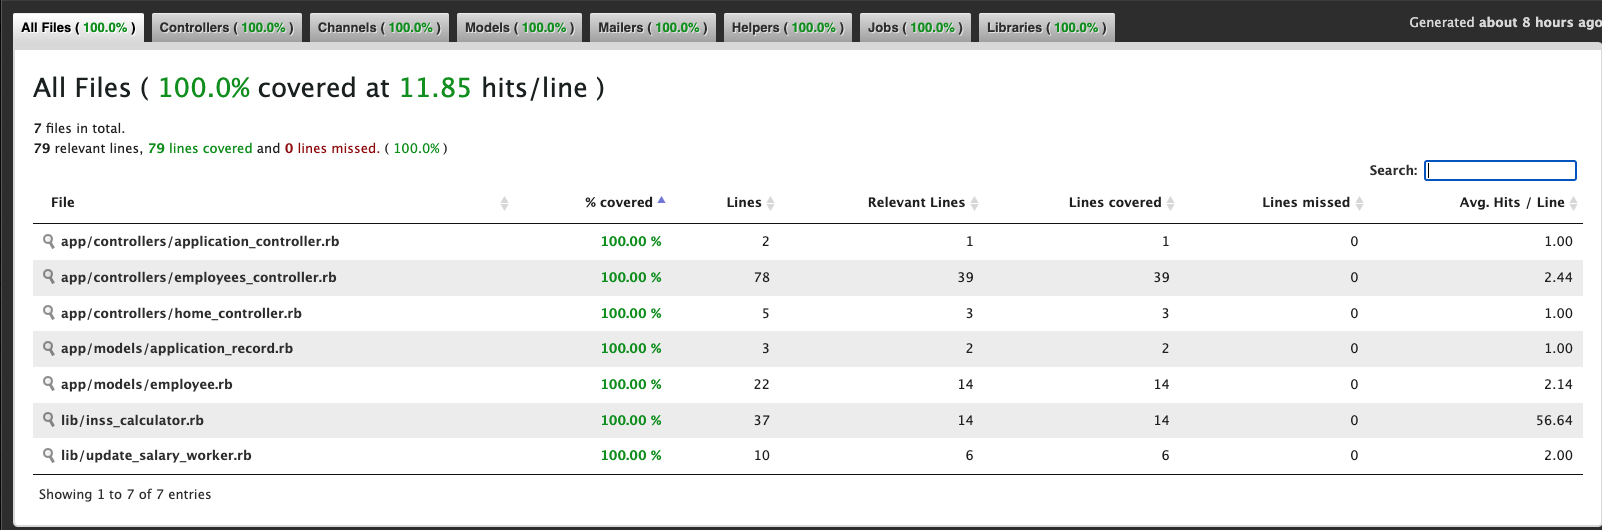 All Files ( 100.0% ) Controllers ( 100.0% ) Channels ( 100.0% ) Models ( 100.0% ) Mailers ( 100.0% ) Helpers ( 100.0% ) Jobs ( 100.0% ) Libraries ( 100.0% ) Generated about 8 hours ago
All Files ( 100.0% covered at 11.85 hits/line )
7 files in total.
79 relevant lines, 79 lines covered and 0 lines missed. ( 100.0% )
Search:
File % covered Lines Relevant Lines Lines covered Lines missed Avg. Hits / Line
app/controllers/application_controller.rb 100.00 % 2 1 1 0 1.00
app/controllers/employees_controller.rb 100.00 % 78 39 39 0 2.44
app/controllers/home_controller.rb 100.00 % 5 3 3 0 1.00
app/models/application_record.rb 100.00 % 3 2 2 0 1.00
app/models/employee.rb 100.00 % 22 14 14 0 2.14
lib/inss_calculator.rb 100.00 % 37 14 14 0 56.64
lib/update_salary_worker.rb 100.00 % 10 6 6 0 2.00
Showing 1 to 7 of 7 entries